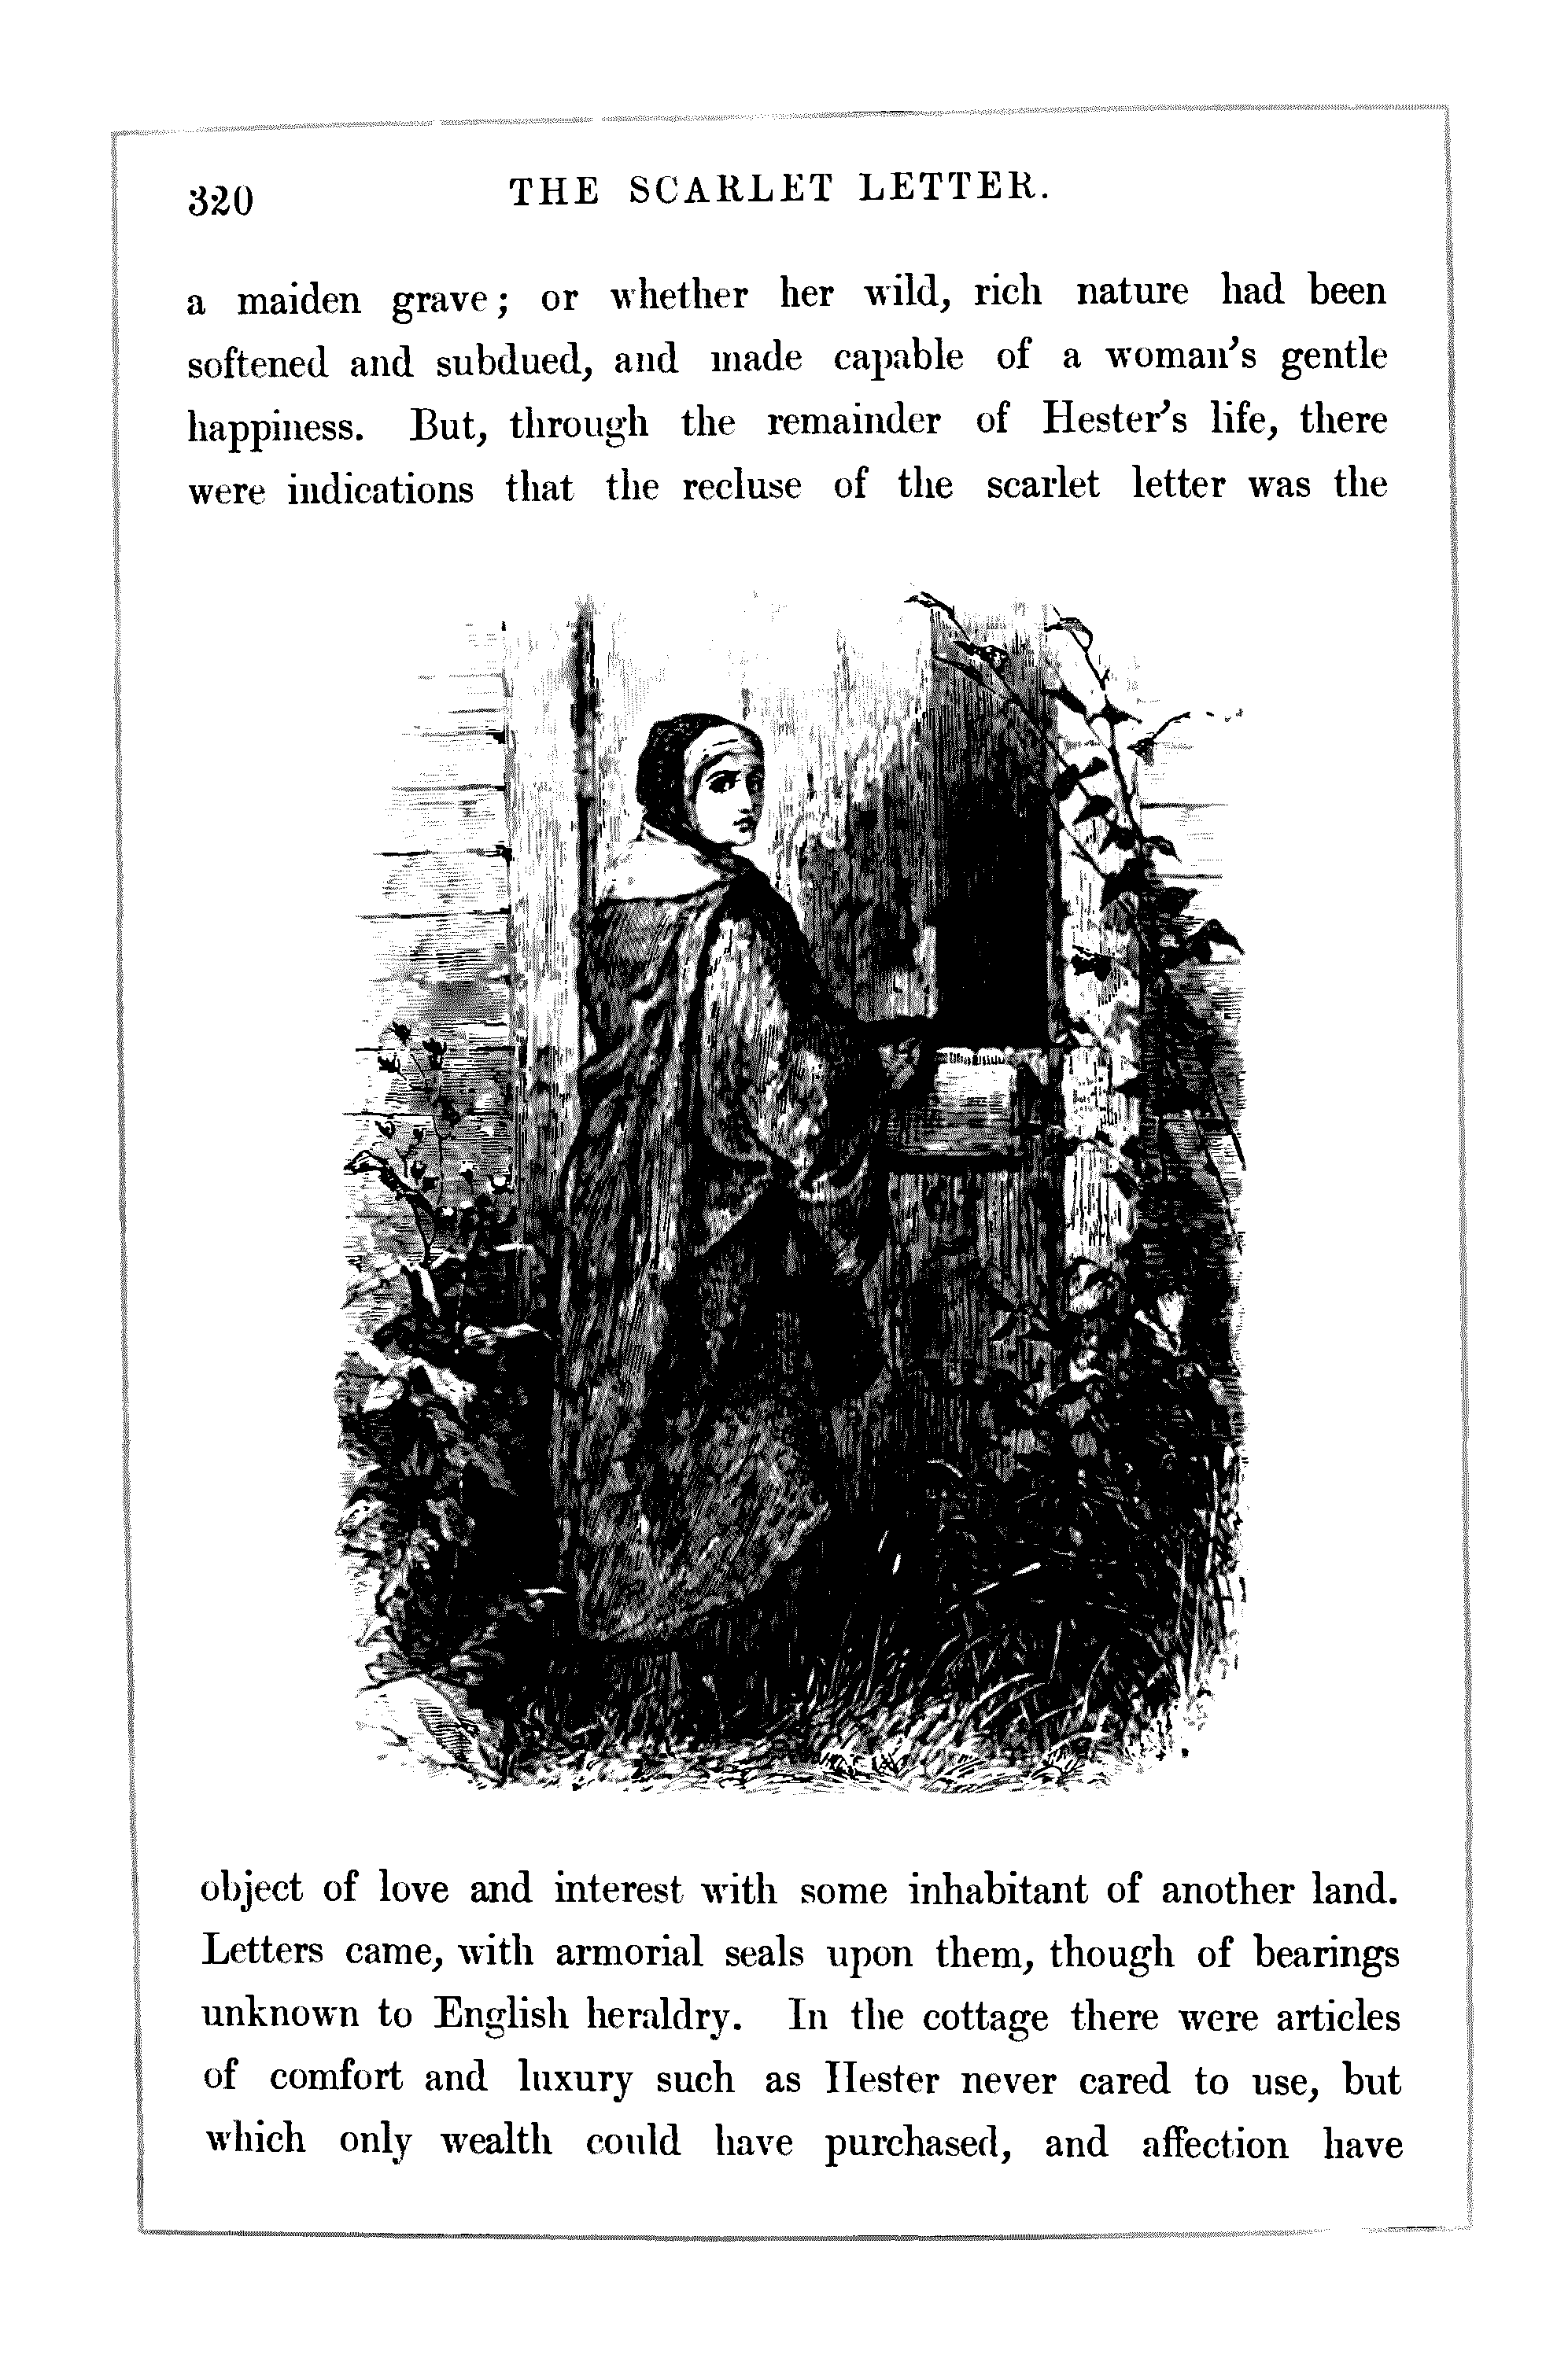 320 THE SCARLET LETTER.
a maiden grave; or whether her wild, rich nature had been
softened and subdued, and made capable of a woman's gentle
happiness. But, through the remainder of Hester's life, there
were indications that the recluse of the scarlet letter was the
object of love and interest with some inhabitant of another land.
Letters came, with armorial seals upon them, though of bearings
unknown to English heraldry. In the cottage there were articles
of comfort and luxury such as Hester never cared to use, but
which only wealth could have purchased, and affection have